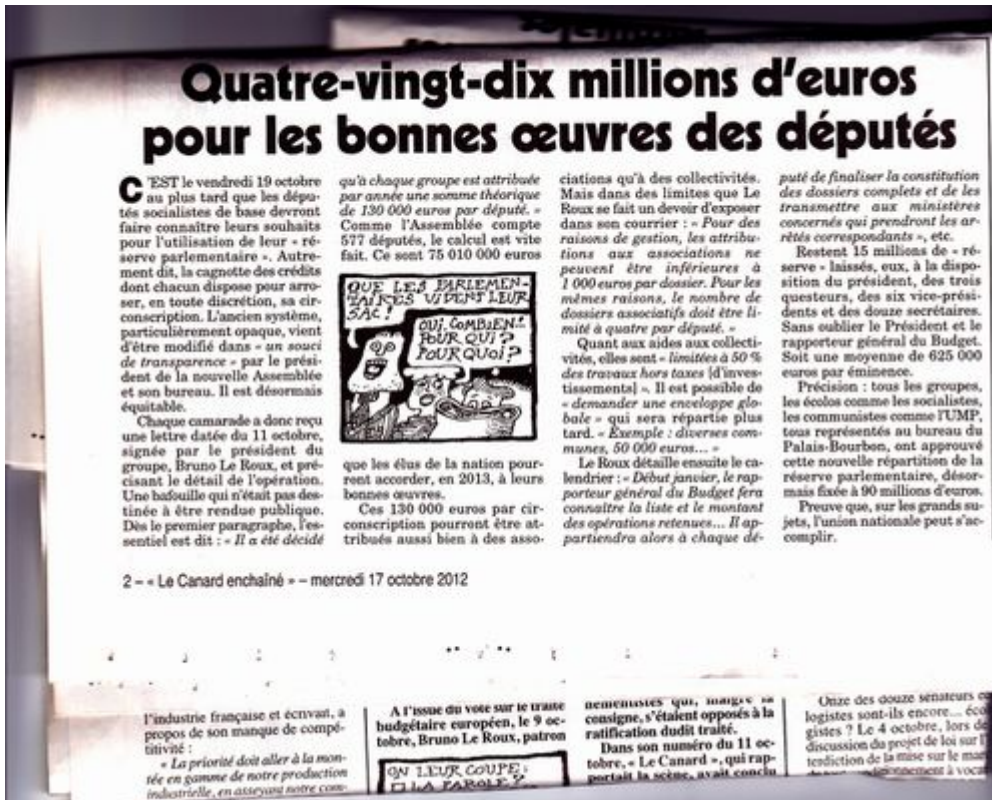 Quatre-vingt-dix millions d'euros
pour les bonnes œuvres des députés
C'EST le vendredi 19 octobre
au plus tard que les dépu-
tés socialistes de base devront
faire connaître leurs souhaits
pour l'utilisation de leur « ré-
serve parlementaire ». Autre-
ment dit, la cagnotte des crédits
dont chacun dispose pour arro-
ser, en toute discrétion, sa cir-
conscription. L'ancien système,
particulièrement opaque, vient
d'être modifié dans « un souci
de transparence » par le prési-
dent de la nouvelle Assemblée
et son bureau. Il est désormais
équitable.
Chaque camarade a donc reçu
une lettre datée du 11 octobre,
signée par le président du
groupe, Bruno Le Roux, et pré-
cisant le détail de l'opération.
Une bafouille qui n'était pas des-
tinée à être rendue publique.
Dès le premier paragraphe, l'es-
sentiel est dit : « Il a été décidé
qu'à chaque groupe est attribuée
par année une somme théorique
de 130 000 euros par député. »
Comme l'Assemblée compte
577 députés, le calcul est vite
fait. Ce sont 75 010 000 euros
QUE LES PARLEMEN-
TAIRES VIDENT LEUR
SAC !
OUI, COMBIEN !
POUR QUI ?
POURQUOI ?
que les élus de la nation pour-
rent accorder, en 2013, à leurs
bonnes œuvres.
Ces 130 000 euros par cir-
conscription pourront être at-
tribués aussi bien à des asso-
ciations qu'à des collectivités.
Mais dans des limites que Le
Roux se fait un devoir d'exposer
dans son courrier : « Pour des
raisons de gestion, les attribu-
tions aux associations ne
peuvent être inférieures à
1 000 euros par dossier. Pour les
mêmes raisons, le nombre de
dossiers associatifs doit être li-
mité à quatre par député. »
Quant aux aides aux collecti-
vités, elles sont « limitées à 50 %
des travaux hors taxes [d'inves-
tissements] ». Il est possible de
« demander une enveloppe glo-
bale » qui sera répartie plus
tard. « Exemple : diverses com-
munes, 50 000 euros... »
Le Roux détaille ensuite le ca-
lendrier : « Début janvier, le rap-
porteur général du Budget fera
connaître la liste et le montant
des opérations retenues... Il ap-
partiendra alors à chaque dé-
puté de finaliser la constitution
des dossiers complets et de les
transmettre aux ministères
concernés qui prendront les ar-
rêtés correspondants », etc.
Restent 15 millions de « ré-
serve » laissés, eux, à la dispo-
sition du président, des trois
questeurs, des six vice-prési-
dents et des douze secrétaires.
Sans oublier le Président et le
rapporteur général du Budget.
Soit une moyenne de 625 000
euros par éminence.
Précision : tous les groupes,
les écolos comme les socialistes,
les communistes comme l'UMP,
tous représentés au bureau du
Palais-Bourbon, ont approuvé
cette nouvelle répartition de la
réserve parlementaire, désor-
mais fixée à 90 millions d'euros.
Preuve que, sur les grands su-
jets, l'union nationale peut s'ac-
complir.
2 – « Le Canard enchaîné » – mercredi 17 octobre 2012
l'industrie française et écrivait, à
propos de son manque de compé-
titivité :
« La priorité doit aller à la mon-
tée en gamme de notre production
industrielle, en asseyant notre com-
A l'issue du vote sur le traité
budgétaire européen, le 9 oc-
tobre, Bruno Le Roux, patron
ON LEUR COUPE
LA PAROLE ?
nementistes qui, malgré sa
consigne, s'étaient opposés à la
ratification dudit traité.
Dans son numéro du 11 oc-
tobre, « Le Canard », qui rap-
portait la scène, avait conclu
Onze des douze sénateurs
logistes sont-ils encore... éco
gistes ? Le 4 octobre, lors de
discussion du projet de loi sur l'
terdiction de la mise sur le
à